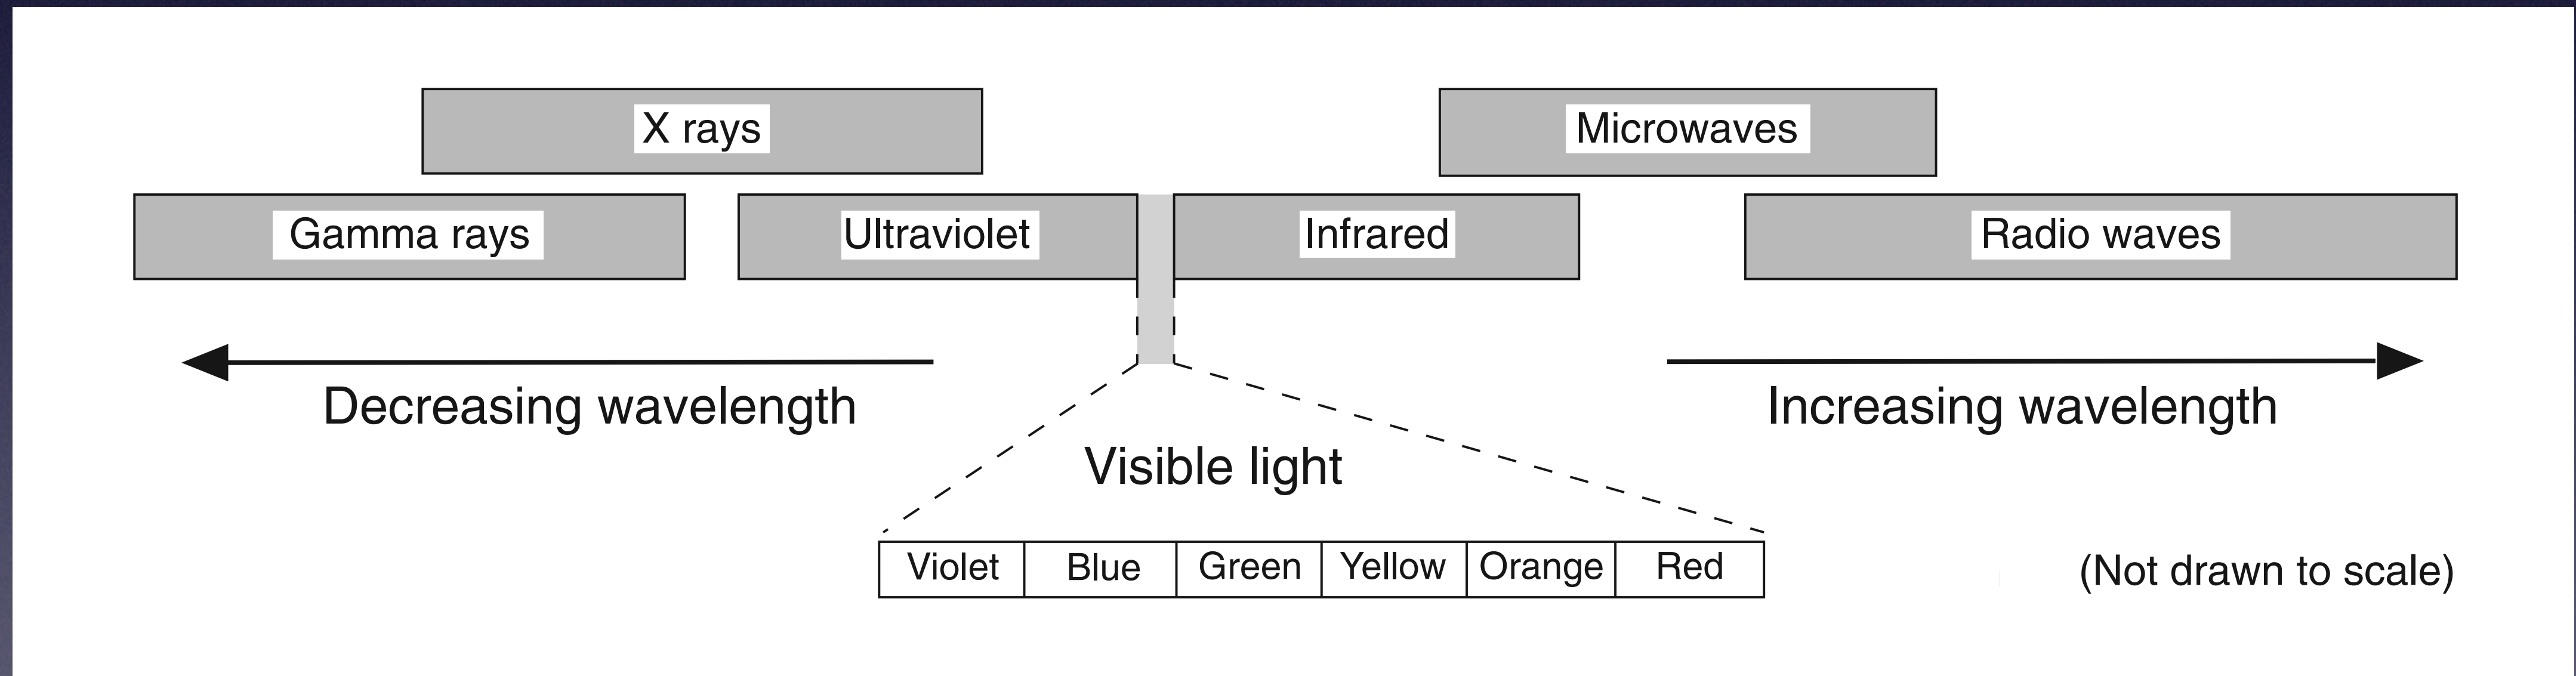 X rays
Microwaves
Gamma rays
Ultraviolet
Infrared
Radio waves
Decreasing wavelength
Increasing wavelength
Visible light
Violet Blue Green Yellow Orange Red
(Not drawn to scale)